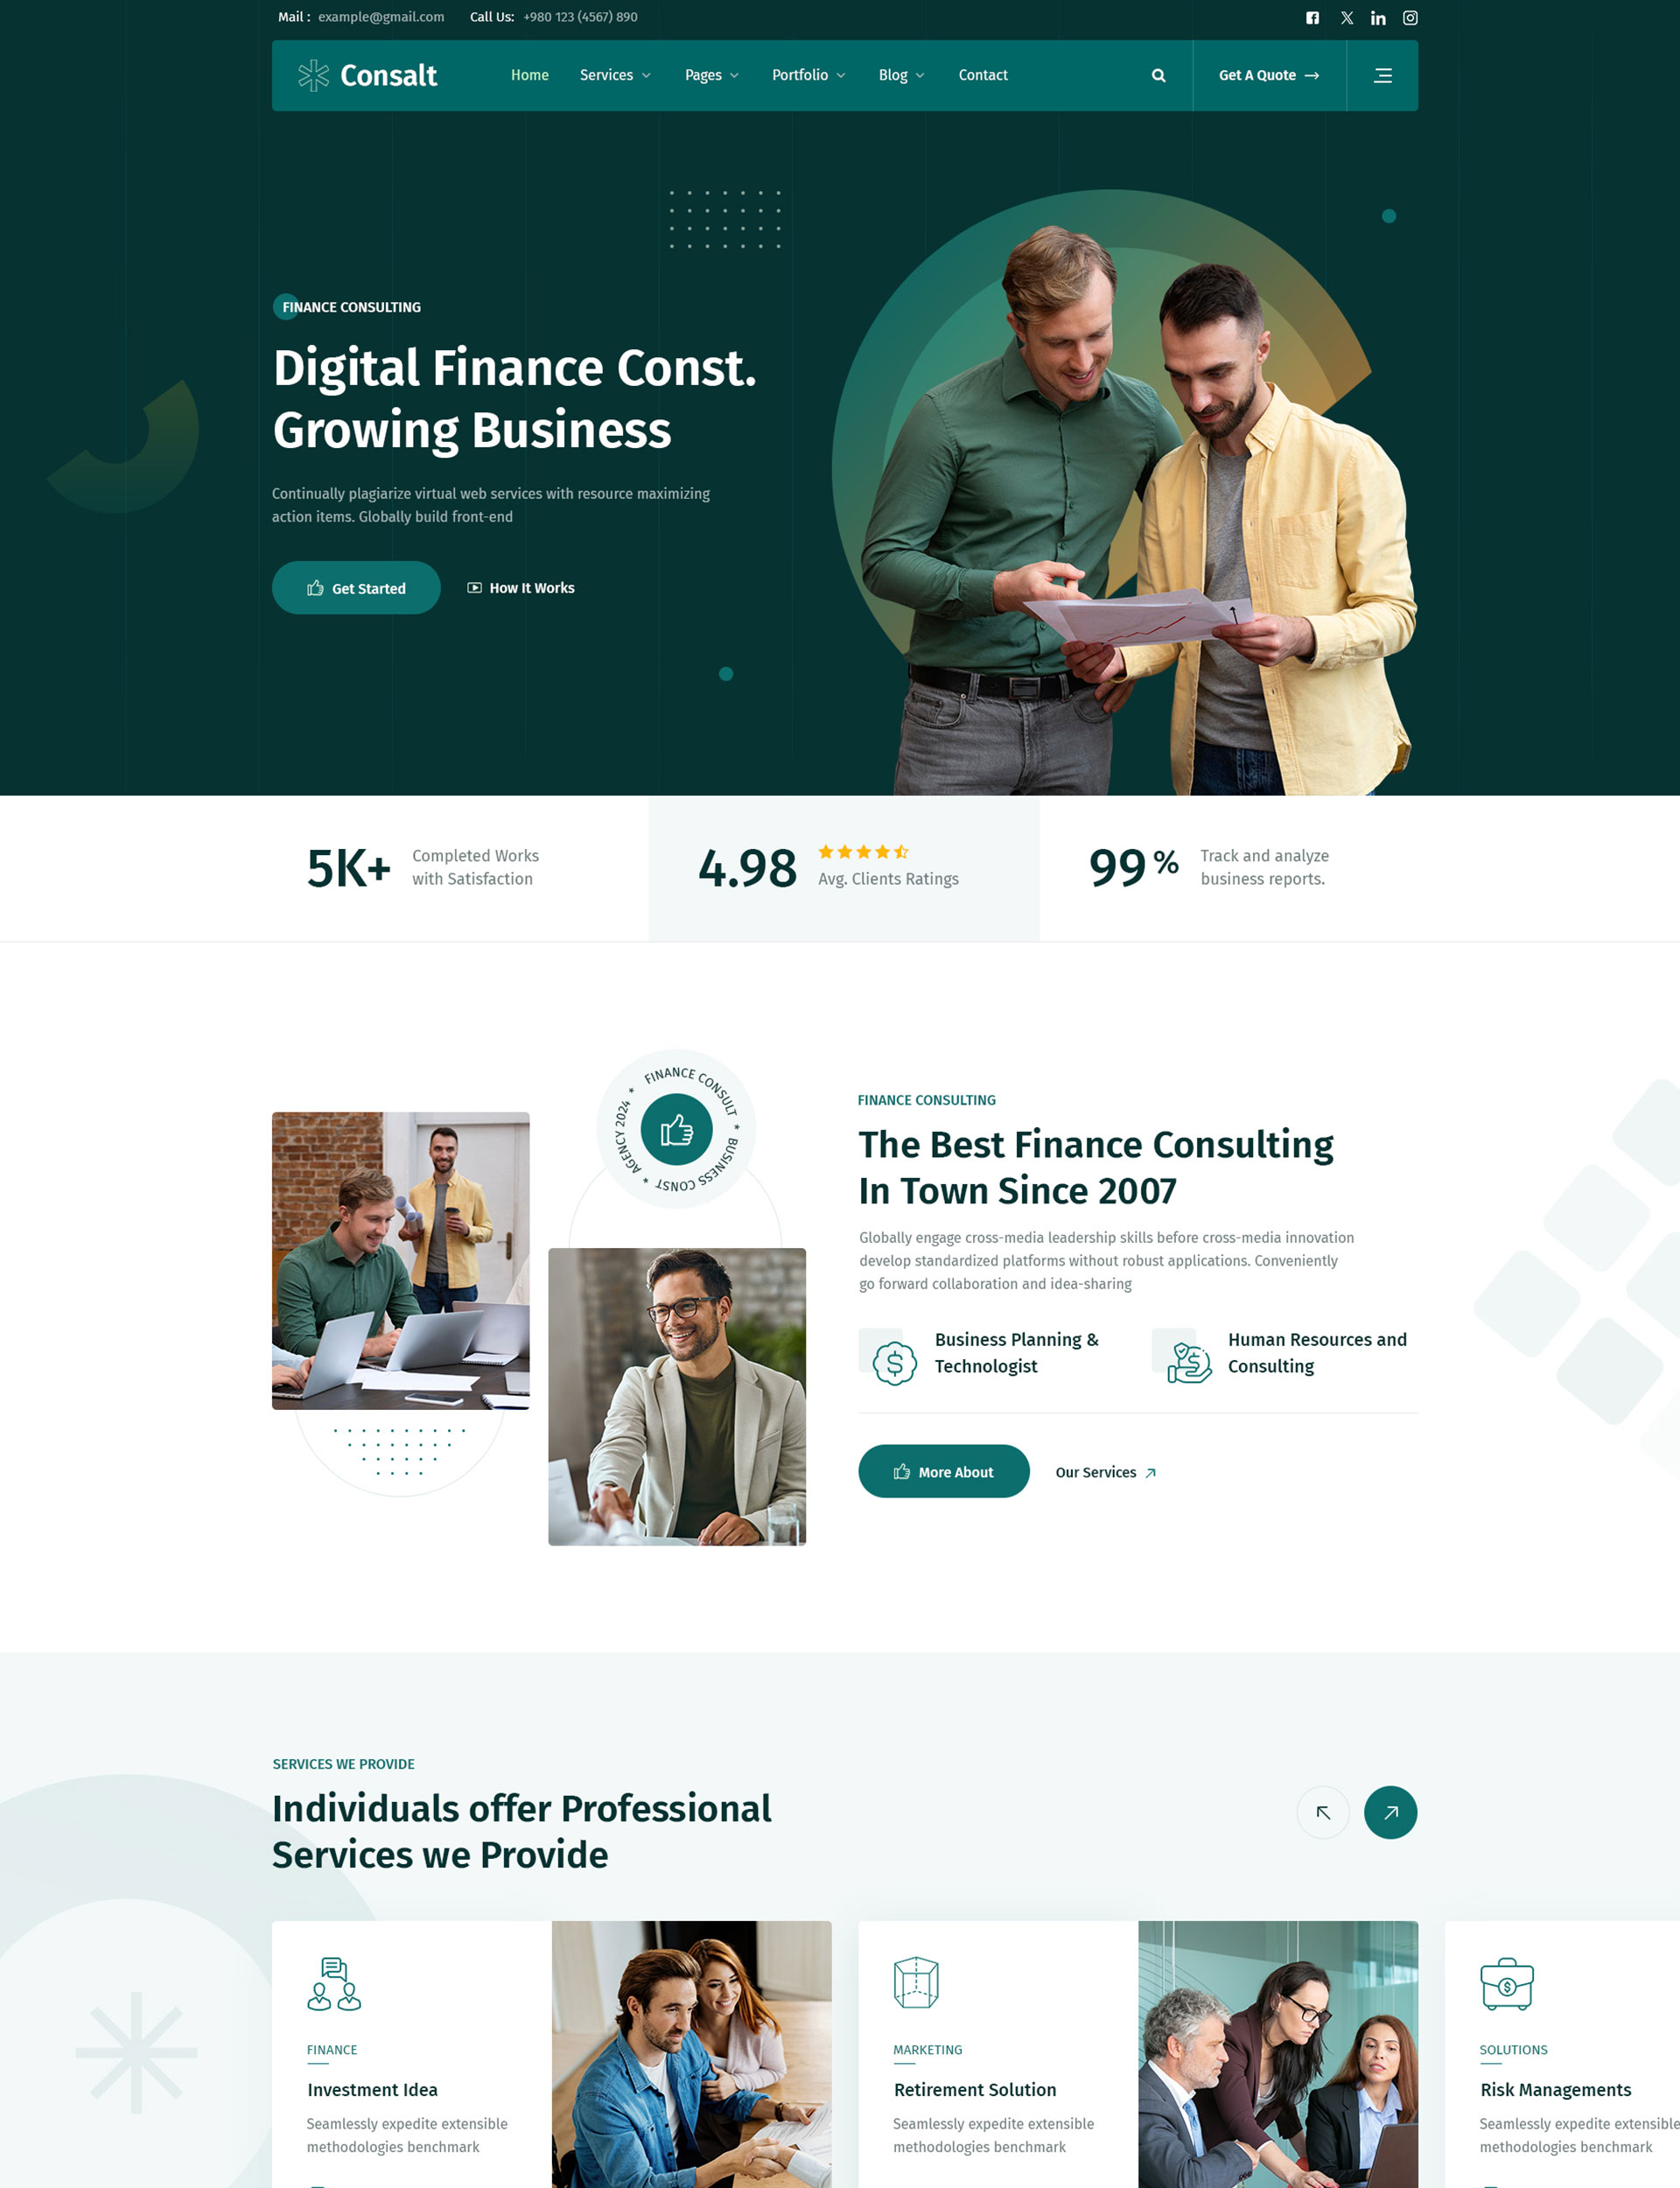 Mail : example@gmail.com Call Us: +980 123 (4567) 890
Consalt
Home Services Pages Portfolio Blog Contact
Get A Quote
FINANCE CONSULTING
Digital Finance Const.
Growing Business
Continually plagiarize virtual web services with resource maximizing
action items. Globally build front-end
Get Started
How It Works
5K+
Completed Works
with Satisfaction
4.98
Avg. Clients Ratings
99%
Track and analyze
business reports.
FINANCE CONSULT * BUSINESS CONST * AGENCY 2024 *
FINANCE CONSULTING
The Best Finance Consulting
In Town Since 2007
Globally engage cross-media leadership skills before cross-media innovation
develop standardized platforms without robust applications. Conveniently
go forward collaboration and idea-sharing
Business Planning &
Technologist
Human Resources and
Consulting
More About
Our Services
SERVICES WE PROVIDE
Individuals offer Professional
Services we Provide
FINANCE
Investment Idea
Seamlessly expedite extensible
methodologies benchmark
MARKETING
Retirement Solution
Seamlessly expedite extensible
methodologies benchmark
SOLUTIONS
Risk Managements
Seamlessly expedite extensible
methodologies benchmark